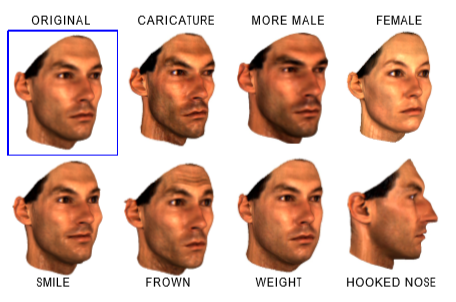 ORIGINAL
CARICATURE
MORE MALE
FEMALE
SMILE
FROWN
WEIGHT
HOOKED NOSE